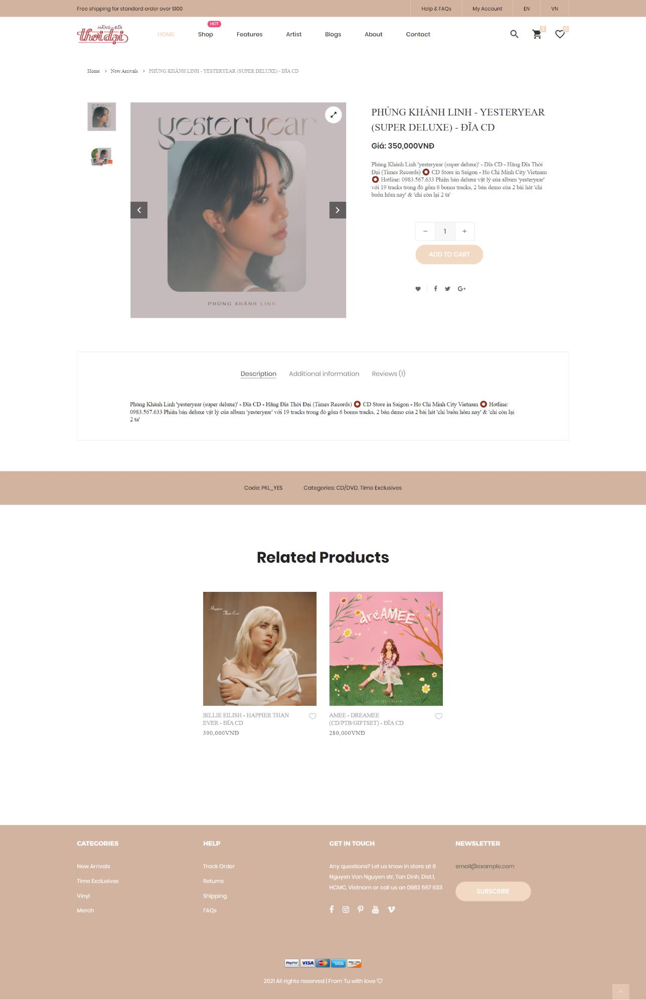 Free shipping for standard order over $100
Help & FAQs
My Account
EN
VN
HÃNG-ĐĨA
thời đại
HOME
Shop
HOT
Features
Artist
Blogs
About
Contact
2
0
Home > New Arrivals > PHÙNG KHÁNH LINH - YESTERYEAR (SUPER DELUXE) - ĐĨA CD
yesteryear
PHÙNG KHÁNH LINH
PHÙNG KHÁNH LINH - YESTERYEAR
(SUPER DELUXE) - ĐĨA CD
Giá: 350,000VNĐ
Phùng Khánh Linh 'yesteryear (super deluxe)' - Đĩa CD - Hãng Đĩa Thời
Đại (Times Records) ⭕ CD Store in Saigon - Ho Chi Minh City Vietnam
⭕ Hotline: 0983.567.633 Phiên bản deluxe vật lý của album 'yesteryear'
với 19 tracks trong đó gồm 6 bonus tracks, 2 bản demo của 2 bài hát 'chỉ
buồn hôm nay' & 'chỉ còn lại 2 ta'
− 1 +
ADD TO CART
Description
Additional information
Reviews (1)
Phùng Khánh Linh 'yesteryear (super deluxe)' - Đĩa CD - Hãng Đĩa Thời Đại (Times Records) ⭕ CD Store in Saigon - Ho Chi Minh City Vietnam ⭕ Hotline:
0983.567.633 Phiên bản deluxe vật lý của album 'yesteryear' với 19 tracks trong đó gồm 6 bonus tracks, 2 bản demo của 2 bài hát 'chỉ buồn hôm nay' & 'chỉ còn lại
2 ta'
Code: PKL_YES
Categories: CD/DVD, Time Exclusives
Related Products
Happier
Than Ever
AMEE
dreAMEE
BILLIE EILISH - HAPPIER THAN
EVER - ĐĨA CD
390,000VNĐ
AMEE - DREAMEE
(CD/PTB/GIFTSET) - ĐĨA CD
280,000VNĐ
CATEGORIES
New Arrivals
Time Exclusives
Vinyl
Merch
HELP
Track Order
Returns
Shipping
FAQs
GET IN TOUCH
Any questions? Let us know in store at 6
Nguyen Van Nguyen str, Tan Dinh, Dist.1,
HCMC, Vietnam or call us on 0983 567 633
NEWSLETTER
email@example.com
SUBSCRIBE
PayPal
VISA
MasterCard
DISCOVER
2021 All rights reserved | From Tu with love ♡